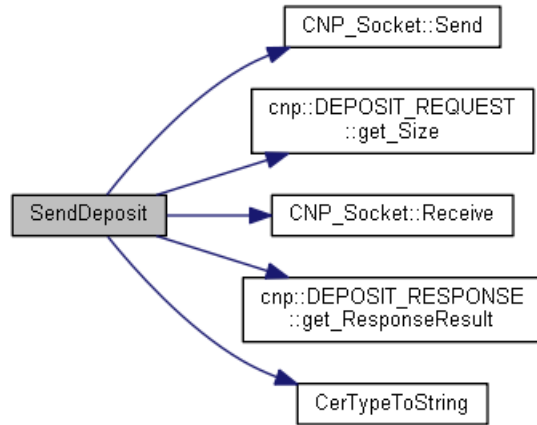 CNP_Socket::Send
cnp::DEPOSIT_REQUEST
::get_Size
SendDeposit
CNP_Socket::Receive
cnp::DEPOSIT_RESPONSE
::get_ResponseResult
CerTypeToString